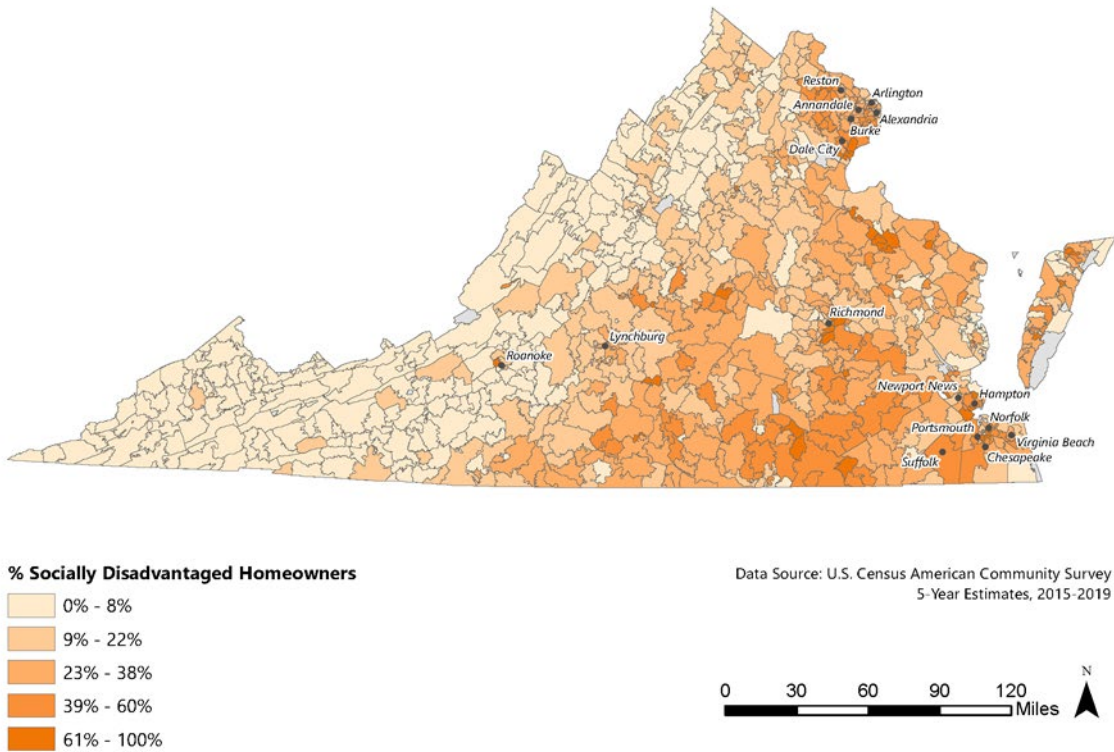 Reston
Arlington
Annandale
Alexandria
Burke
Dale City
Richmond
Lynchburg
Roanoke
Newport News
Hampton
Norfolk
Portsmouth
Virginia Beach
Chesapeake
Suffolk
% Socially Disadvantaged Homeowners
0% - 8%
9% - 22%
23% - 38%
39% - 60%
61% - 100%
Data Source: U.S. Census American Community Survey
5-Year Estimates, 2015-2019
N
0 30 60 90 120
Miles